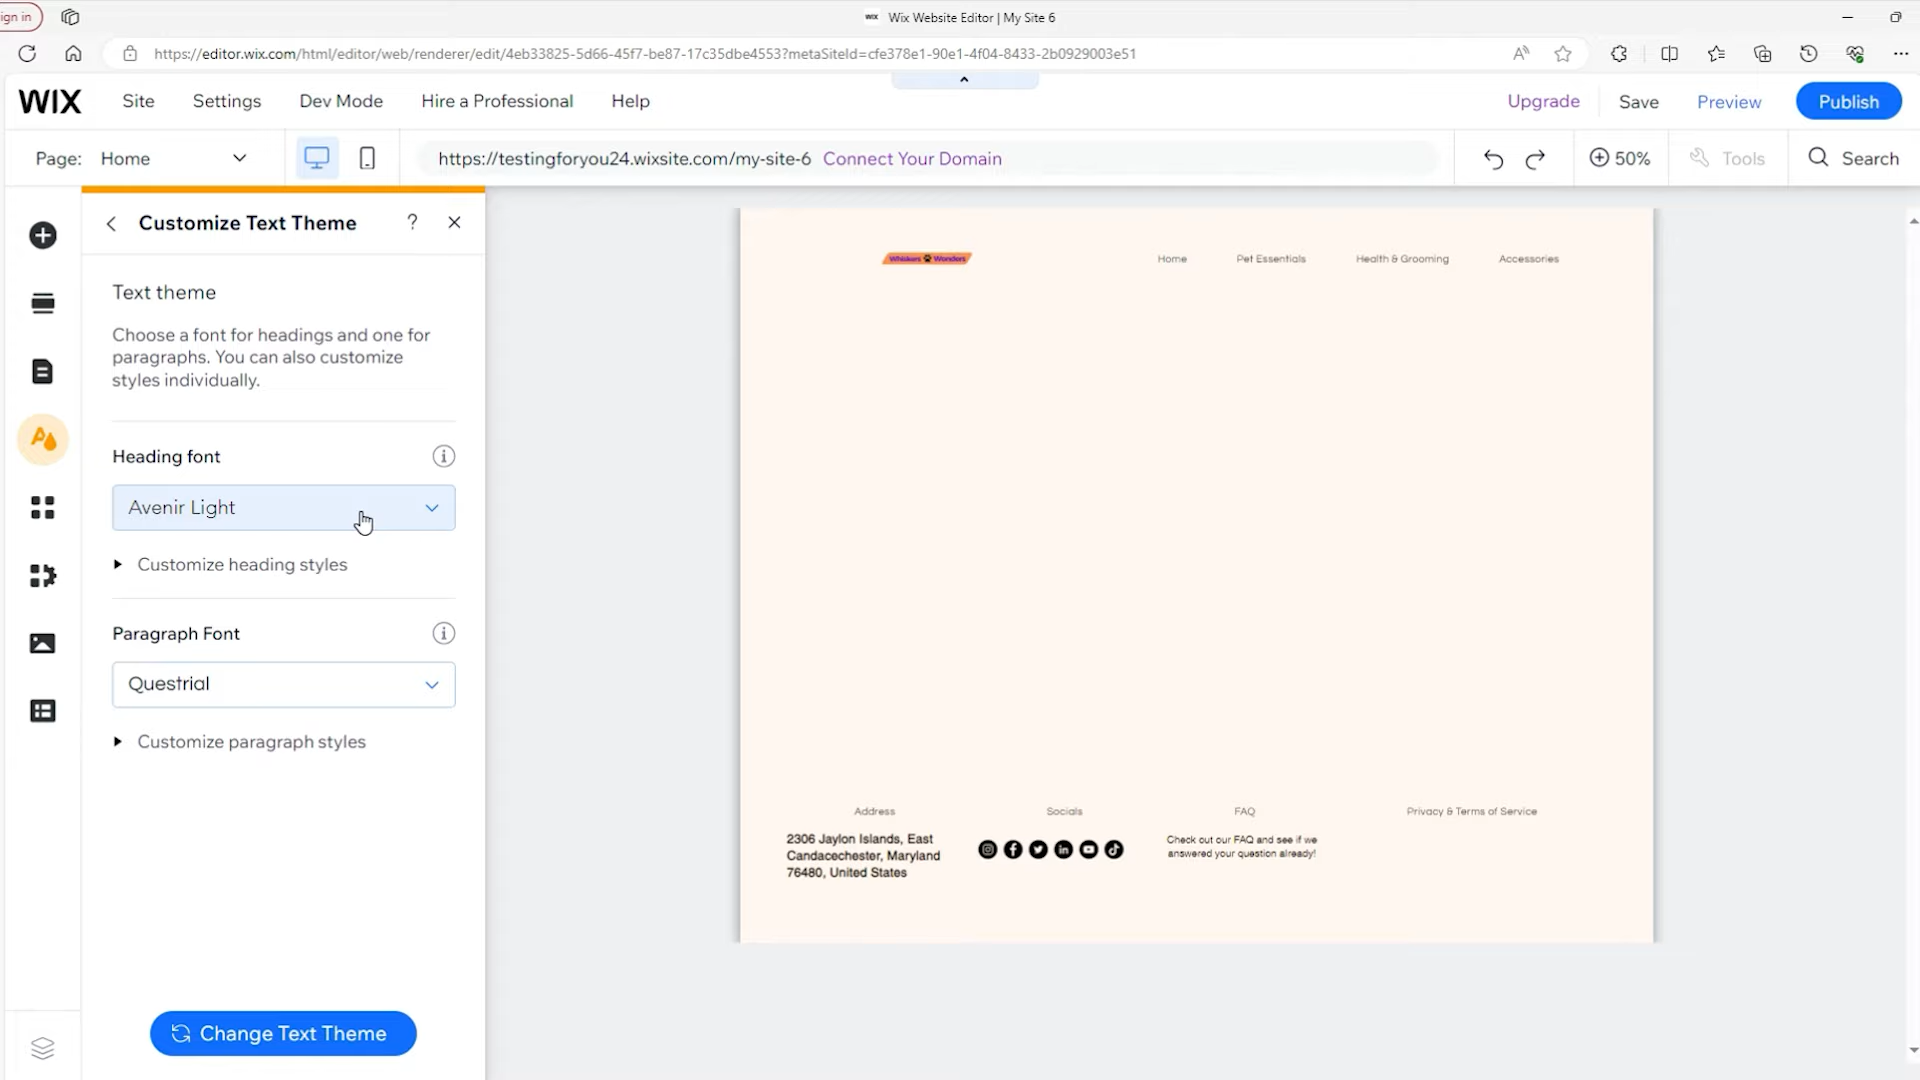 ign in
WIX Wix Website Editor | My Site 6
https://editor.wix.com/html/editor/web/renderer/edit/4eb33825-5d66-45f7-be87-17c35dbe4553?metaSiteId=cfe378e1-90e1-4f04-8433-2b0929003e51
WIX Site Settings Dev Mode Hire a Professional Help Upgrade Save Preview Publish
Page: Home https://testingforyou24.wixsite.com/my-site-6 Connect Your Domain 50% Tools Search
Customize Text Theme ?
Text theme
Choose a font for headings and one for
paragraphs. You can also customize
styles individually.
Heading font
Avenir Light
Customize heading styles
Paragraph Font
Questrial
Customize paragraph styles
Change Text Theme
Whiskers Wonders Home Pet Essentials Health & Grooming Accessories
Address
2306 Jaylon Islands, East
Candacechester, Maryland
76480, United States
Socials
FAQ
Check out our FAQ and see if we
answered your question already!
Privacy & Terms of Service